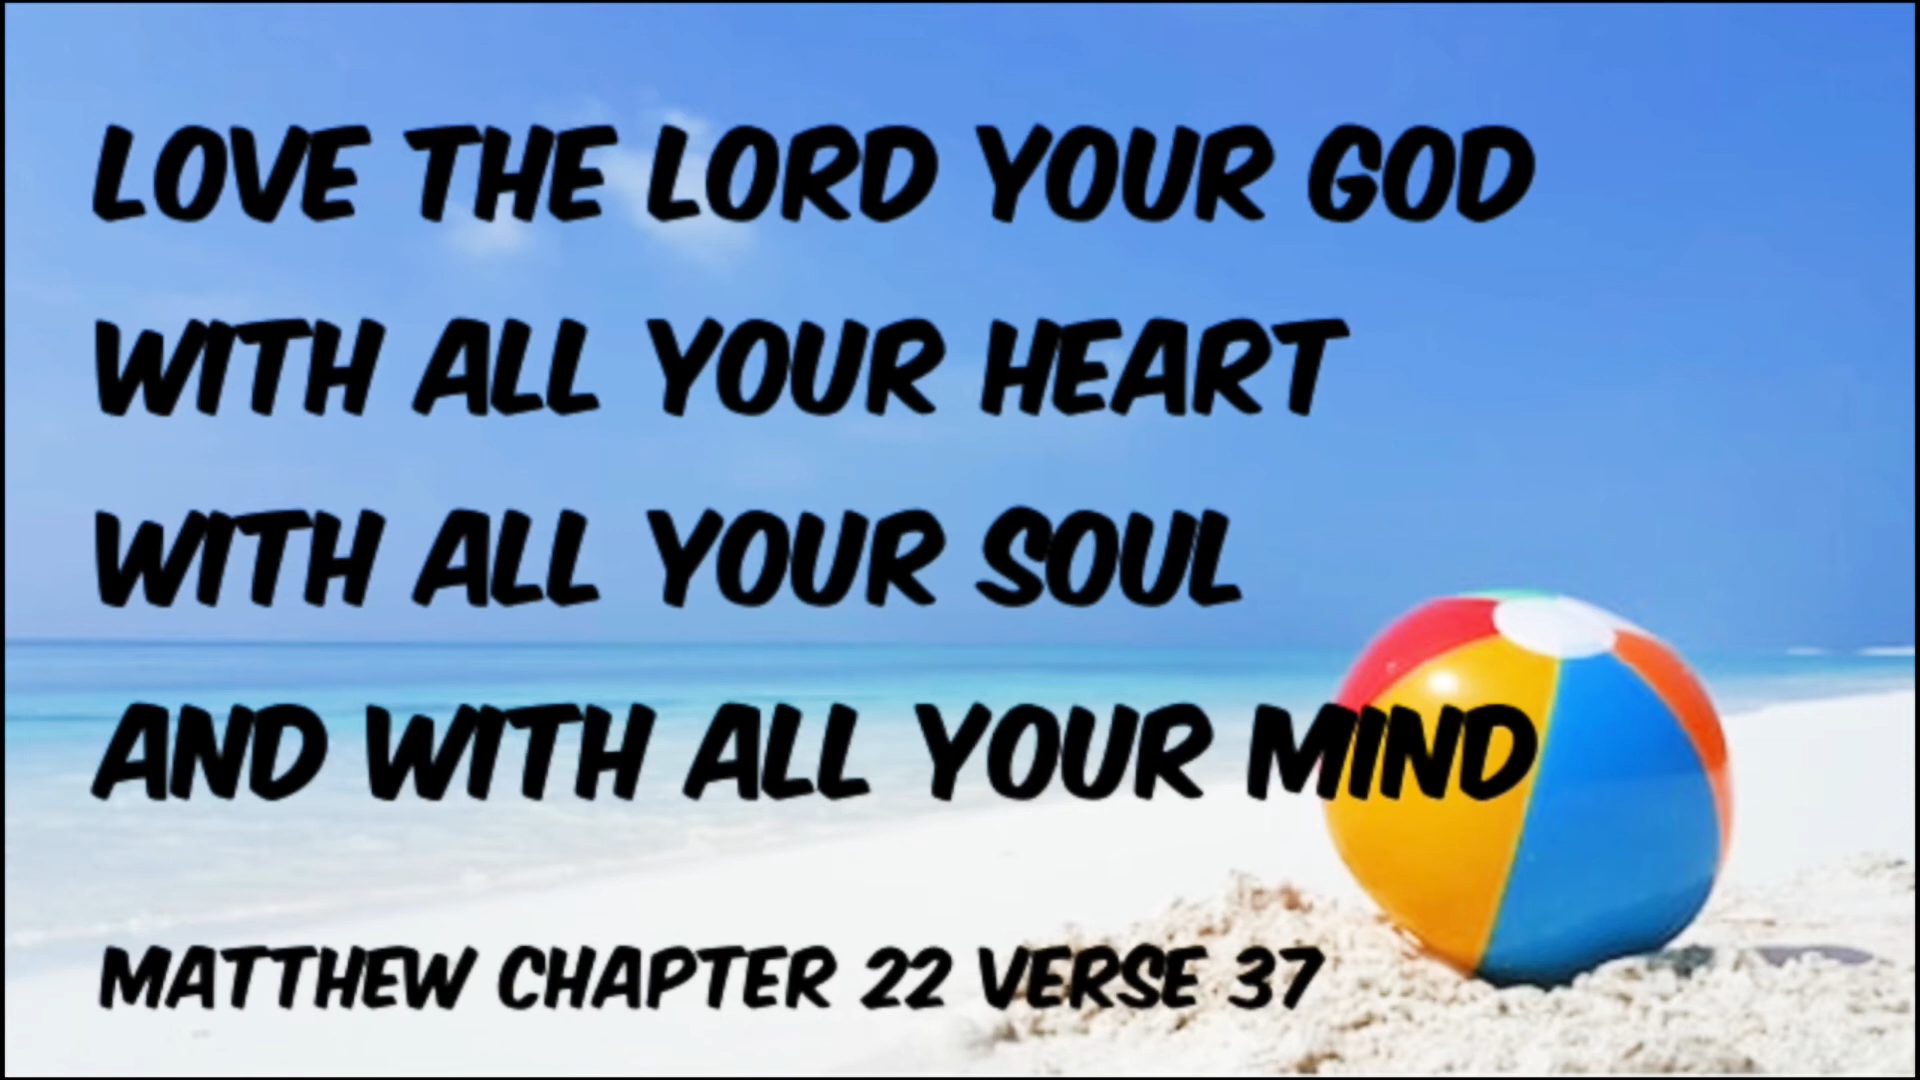 LOVE THE LORD YOUR GOD
WITH ALL YOUR HEART
WITH ALL YOUR SOUL
AND WITH ALL YOUR MIND
MATTHEW CHAPTER 22 VERSE 37